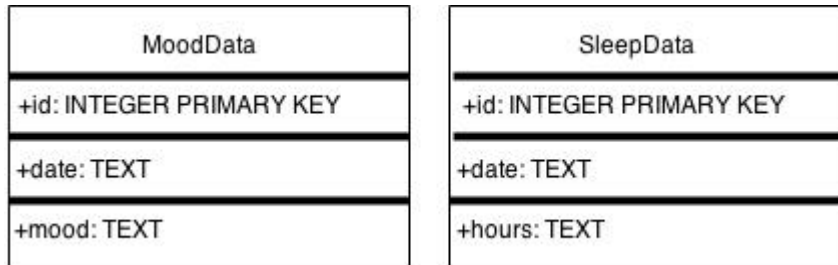 MoodData
+id: INTEGER PRIMARY KEY
+date: TEXT
+mood: TEXT
SleepData
+id: INTEGER PRIMARY KEY
+date: TEXT
+hours: TEXT